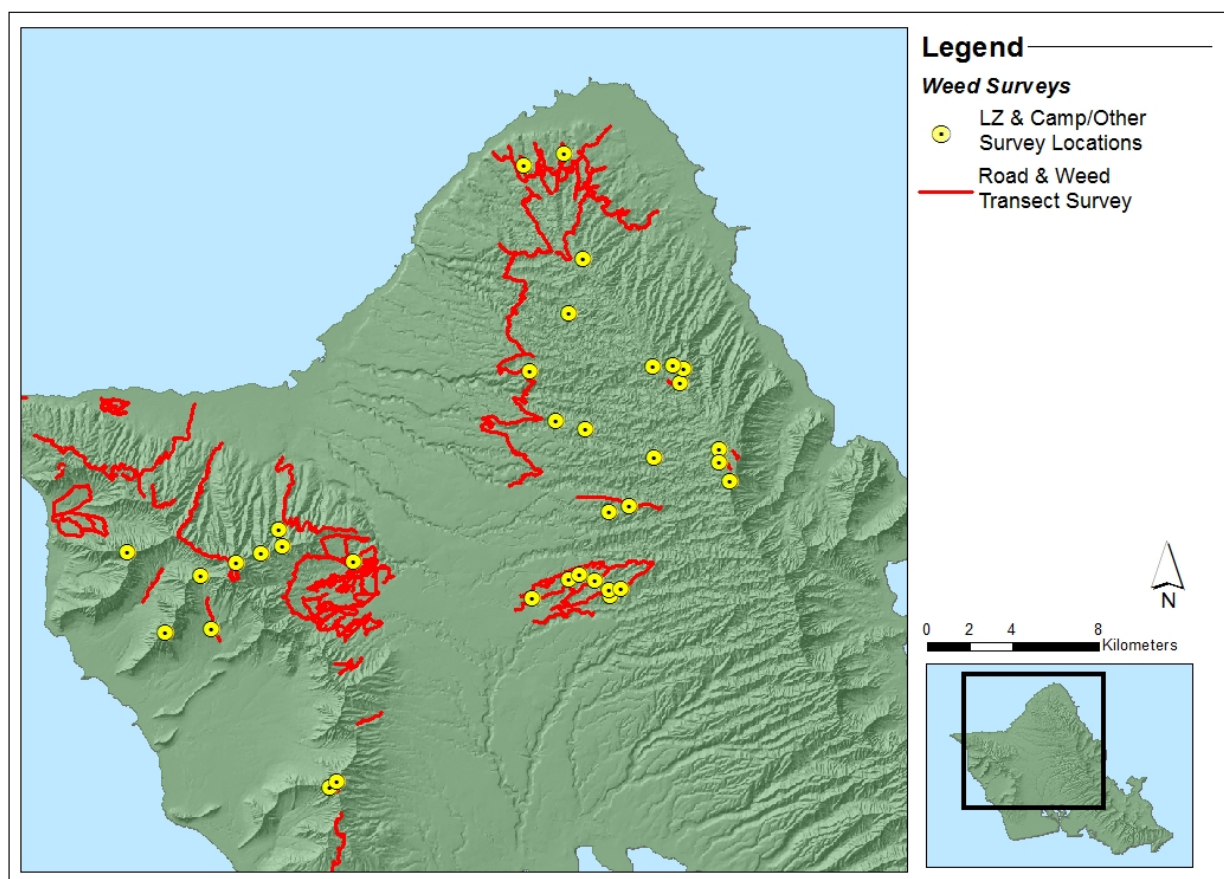 Legend
Weed Surveys
LZ & Camp/Other
Survey Locations
Road & Weed
Transect Survey
N
0 2 4 8
Kilometers